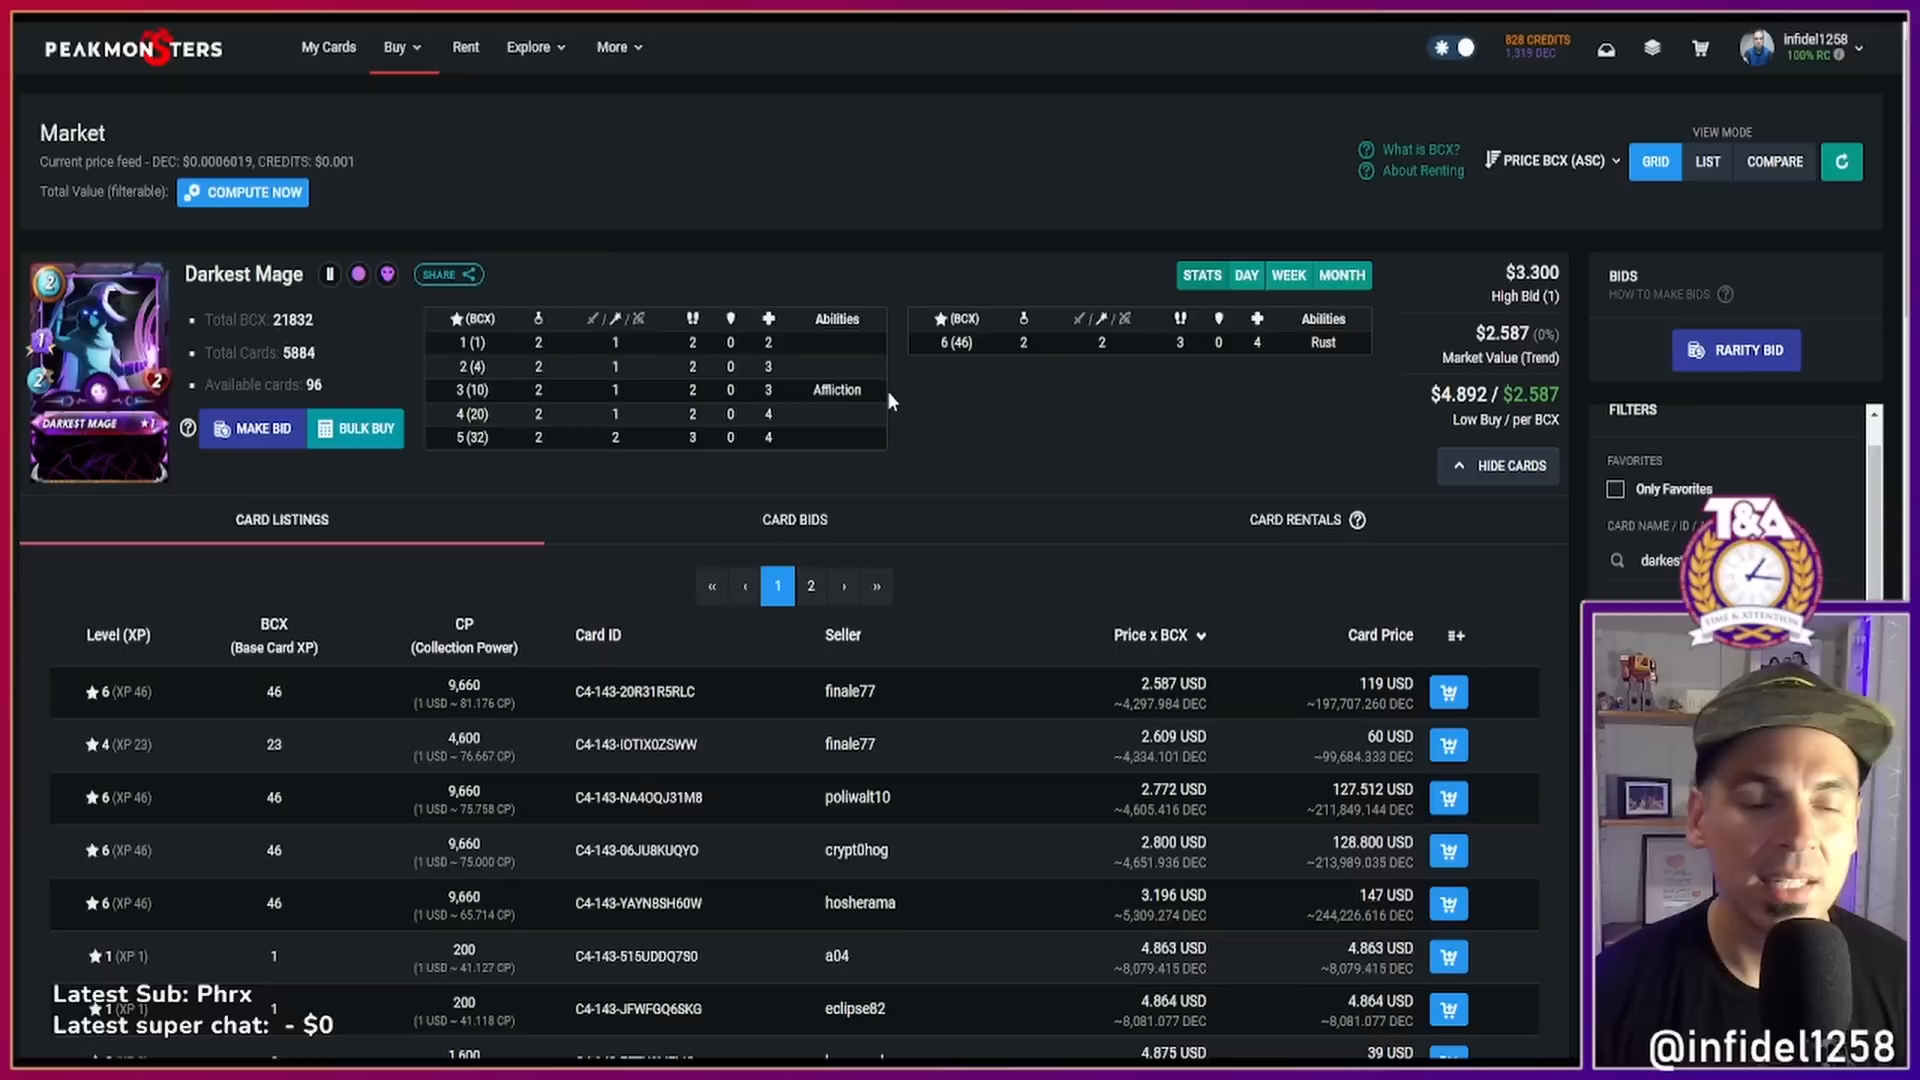 PEAKMONSTERS
My Cards
Buy
Rent
Explore
More
828 CREDITS
1,319 DEC
infidel1258
100% RC
Market
Current price feed - DEC: $0.0006019, CREDITS: $0.001
Total Value (filterable):
COMPUTE NOW
What is BCX?
About Renting
PRICE BCX (ASC)
VIEW MODE
GRID
LIST
COMPARE
2
1
2
2
DARKEST MAGE ★1
Darkest Mage
SHARE
Total BCX: 21832
Total Cards: 5884
Available cards: 96
MAKE BID
BULK BUY
★(BCX) / / Abilities
1 (1) 2 1 2 0 2
2 (4) 2 1 2 0 3
3 (10) 2 1 2 0 3 Affliction
4 (20) 2 1 2 0 4
5 (32) 2 2 3 0 4
STATS DAY WEEK MONTH
★(BCX) / / Abilities
6 (46) 2 2 3 0 4 Rust
$3.300
High Bid (1)
$2.587 (0%)
Market Value (Trend)
$4.892 / $2.587
Low Buy / per BCX
HIDE CARDS
BIDS
HOW TO MAKE BIDS
RARITY BID
FILTERS
FAVORITES
Only Favorites
CARD NAME / ID /
darkes
T&A
TIME & ATTENTION
CARD LISTINGS
CARD BIDS
CARD RENTALS
« ‹ 1 2 › »
Level (XP)
BCX
(Base Card XP)
CP
(Collection Power)
Card ID
Seller
Price x BCX
Card Price
★ 6 (XP 46) 46 9,660 C4-143-20R31R5RLC finale77 2.587 USD 119 USD
(1 USD ~ 81.176 CP) ~4,297.984 DEC ~197,707.260 DEC
★ 4 (XP 23) 23 4,600 C4-143-IOTIX0ZSWW finale77 2.609 USD 60 USD
(1 USD ~ 76.667 CP) ~4,334.101 DEC ~99,684.333 DEC
★ 6 (XP 46) 46 9,660 C4-143-NA4OQJ31M8 poliwalt10 2.772 USD 127.512 USD
(1 USD ~ 75.758 CP) ~4,605.416 DEC ~211,849.144 DEC
★ 6 (XP 46) 46 9,660 C4-143-06JU8KUQYO crypt0hog 2.800 USD 128.800 USD
(1 USD ~ 75.000 CP) ~4,651.936 DEC ~213,989.035 DEC
★ 6 (XP 46) 46 9,660 C4-143-YAYN8SH60W hosherama 3.196 USD 147 USD
(1 USD ~ 65.714 CP) ~5,309.274 DEC ~244,226.616 DEC
★ 1 (XP 1) 1 200 C4-143-515UDDQ7S0 a04 4.863 USD 4.863 USD
(1 USD ~ 41.127 CP) ~8,079.415 DEC ~8,079.415 DEC
★ 1 (XP 1) 1 200 C4-143-JFWFGQ6SKG eclipse82 4.864 USD 4.864 USD
(1 USD ~ 41.118 CP) ~8,081.077 DEC ~8,081.077 DEC
1,600 4.875 USD 39 USD
Latest Sub: Phrx
Latest super chat: - $0
@infidel1258